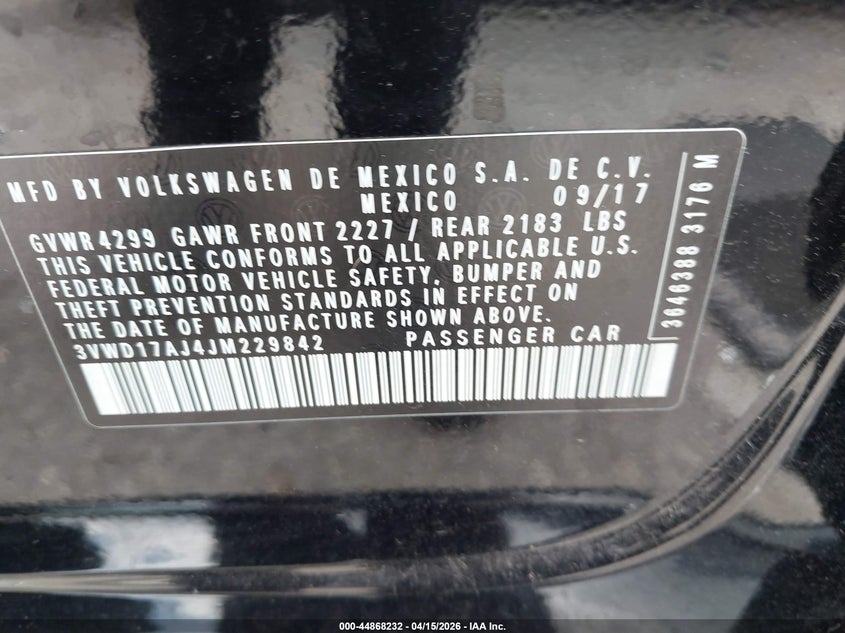 MFD BY VOLKSWAGEN DE MEXICO S.A. DE C.V.
MEXICO 09/17
GVWR 4299 GAWR FRONT 2227 / REAR 2183 LBS
THIS VEHICLE CONFORMS TO ALL APPLICABLE U.S.
FEDERAL MOTOR VEHICLE SAFETY, BUMPER AND
THEFT PREVENTION STANDARDS IN EFFECT ON
THE DATE OF MANUFACTURE SHOWN ABOVE.
3VWD17AJ4JM229842 PASSENGER CAR
3646388 3176 M
000-44868232 - 04/15/2026 - IAA Inc.